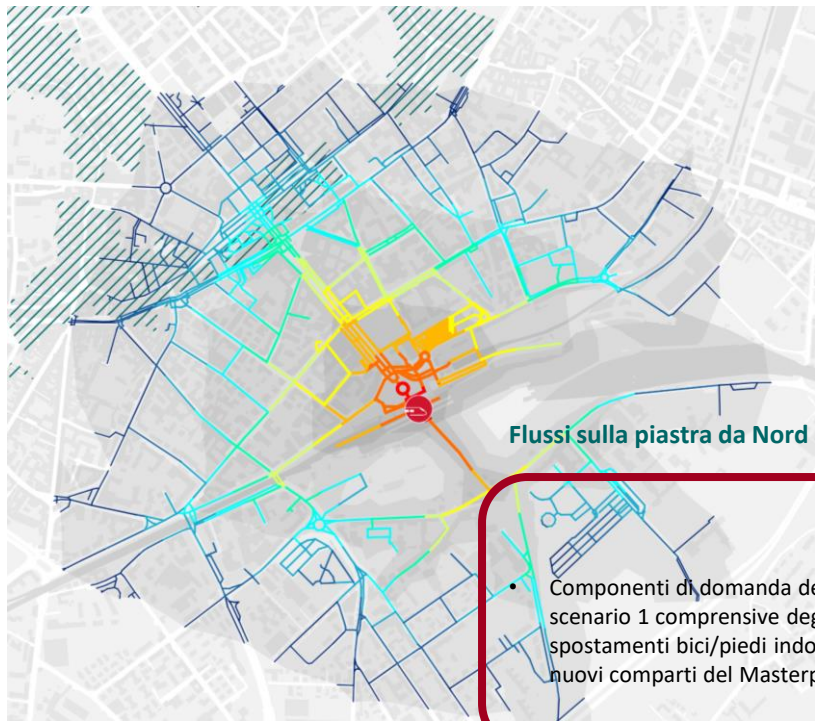 Flussi sulla piastra da Nord
• Componenti di domanda de
scenario 1 comprensive deg
spostamenti bici/piedi indo
nuovi comparti del Masterp